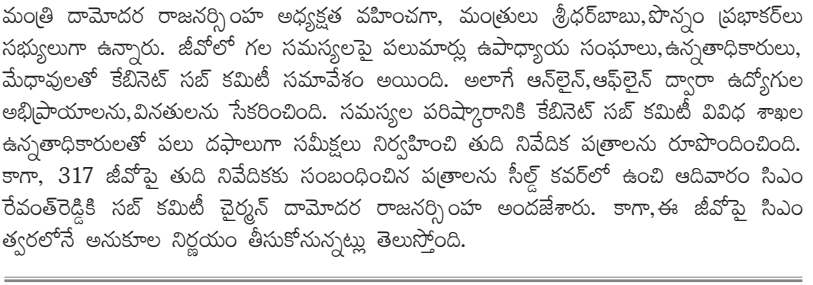 మంత్రి దామోదర రాజనర్సింహ అధ్యక్షత వహించగా, మంత్రులు శ్రీధర్‌బాబు,పొన్నం ప్రభాకర్‌లు
సభ్యులుగా ఉన్నారు. జీవోలో గల సమస్యలపై పలుమార్లు ఉపాధ్యాయ సంఘాలు,ఉన్నతాధికారులు,
మేధావులతో కేబినెట్ సబ్ కమిటీ సమావేశం అయింది. అలాగే ఆన్‌లైన్,ఆఫ్‌లైన్ ద్వారా ఉద్యోగుల
అభిప్రాయాలను,వినతులను సేకరించింది. సమస్యల పరిష్కారానికి కేబినెట్ సబ్ కమిటీ వివిధ శాఖల
ఉన్నతాధికారులతో పలు దఫాలుగా సమీక్షలు నిర్వహించి తుది నివేదిక పత్రాలను రూపొందించింది.
కాగా, 317 జీవోపై తుది నివేదికకు సంబంధించిన పత్రాలను సీల్డ్ కవర్‌లో ఉంచి ఆదివారం సిఎం
రేవంత్‌రెడ్డికి సబ్ కమిటీ చైర్మన్ దామోదర రాజనర్సింహ అందజేశారు. కాగా,ఈ జీవోపై సిఎం
త్వరలోనే అనుకూల నిర్ణయం తీసుకోనున్నట్లు తెలుస్తోంది.